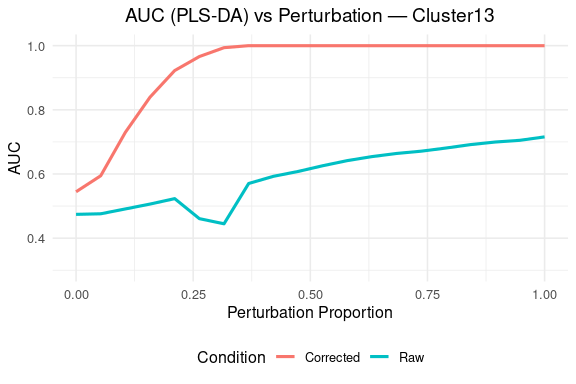 AUC (PLS-DA) vs Perturbation — Cluster13
AUC
1.0
0.8
0.6
0.4
0.00 0.25 0.50 0.75 1.00
Perturbation Proportion
Condition Corrected Raw